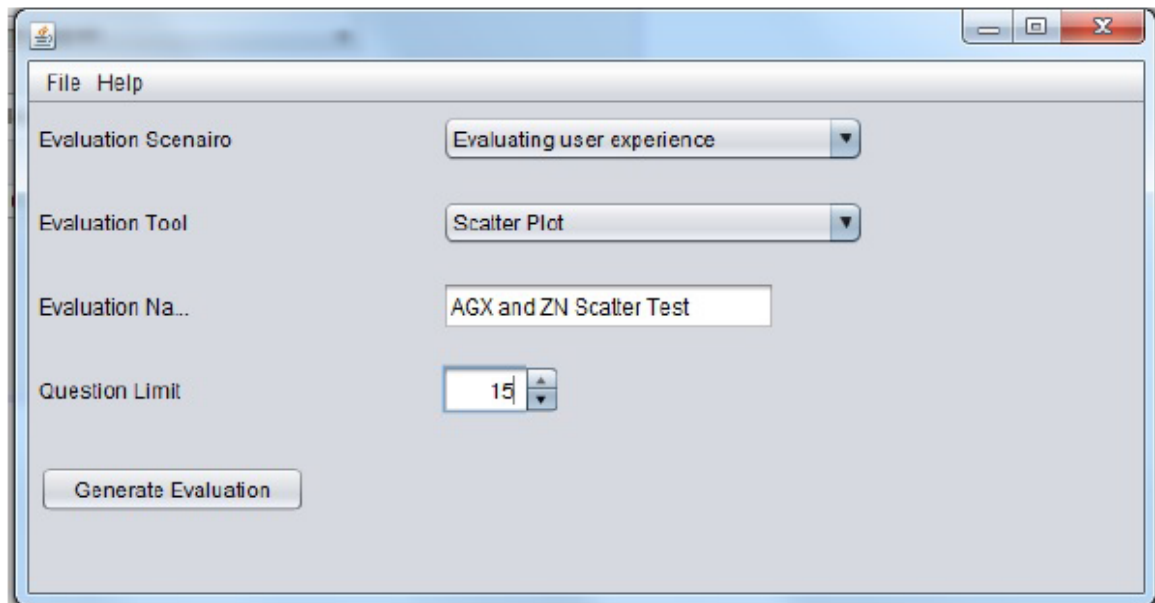 File Help
Evaluation Scenairo Evaluating user experience
Evaluation Tool Scatter Plot
Evaluation Na... AGX and ZN Scatter Test
Question Limit 15
Generate Evaluation